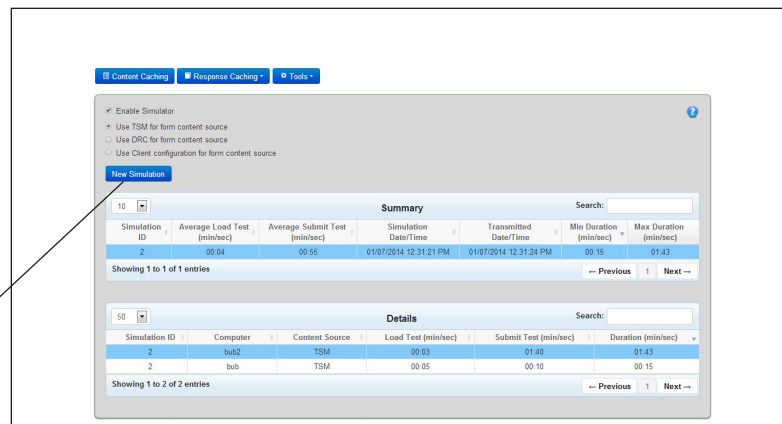 Content Caching Response Caching Tools
Enable Simulator
Use TSM for form content source
Use DRC for form content source
Use Client configuration for form content source
New Simulation
10 Summary Search:
Simulation ID Average Load Test (min/sec) Average Submit Test (min/sec) Simulation Date/Time Transmitted Date/Time Min Duration (min/sec) Max Duration (min/sec)
2 00:04 00:55 01/07/2014 12:31:21 PM 01/07/2014 12:31:24 PM 00:15 01:43
Showing 1 to 1 of 1 entries ← Previous 1 Next →
50 Details Search:
Simulation ID Computer Content Source Load Test (min/sec) Submit Test (min/sec) Duration (min/sec)
2 bub2 TSM 00:03 01:40 01:43
2 bub TSM 00:05 00:10 00:15
Showing 1 to 2 of 2 entries ← Previous 1 Next →